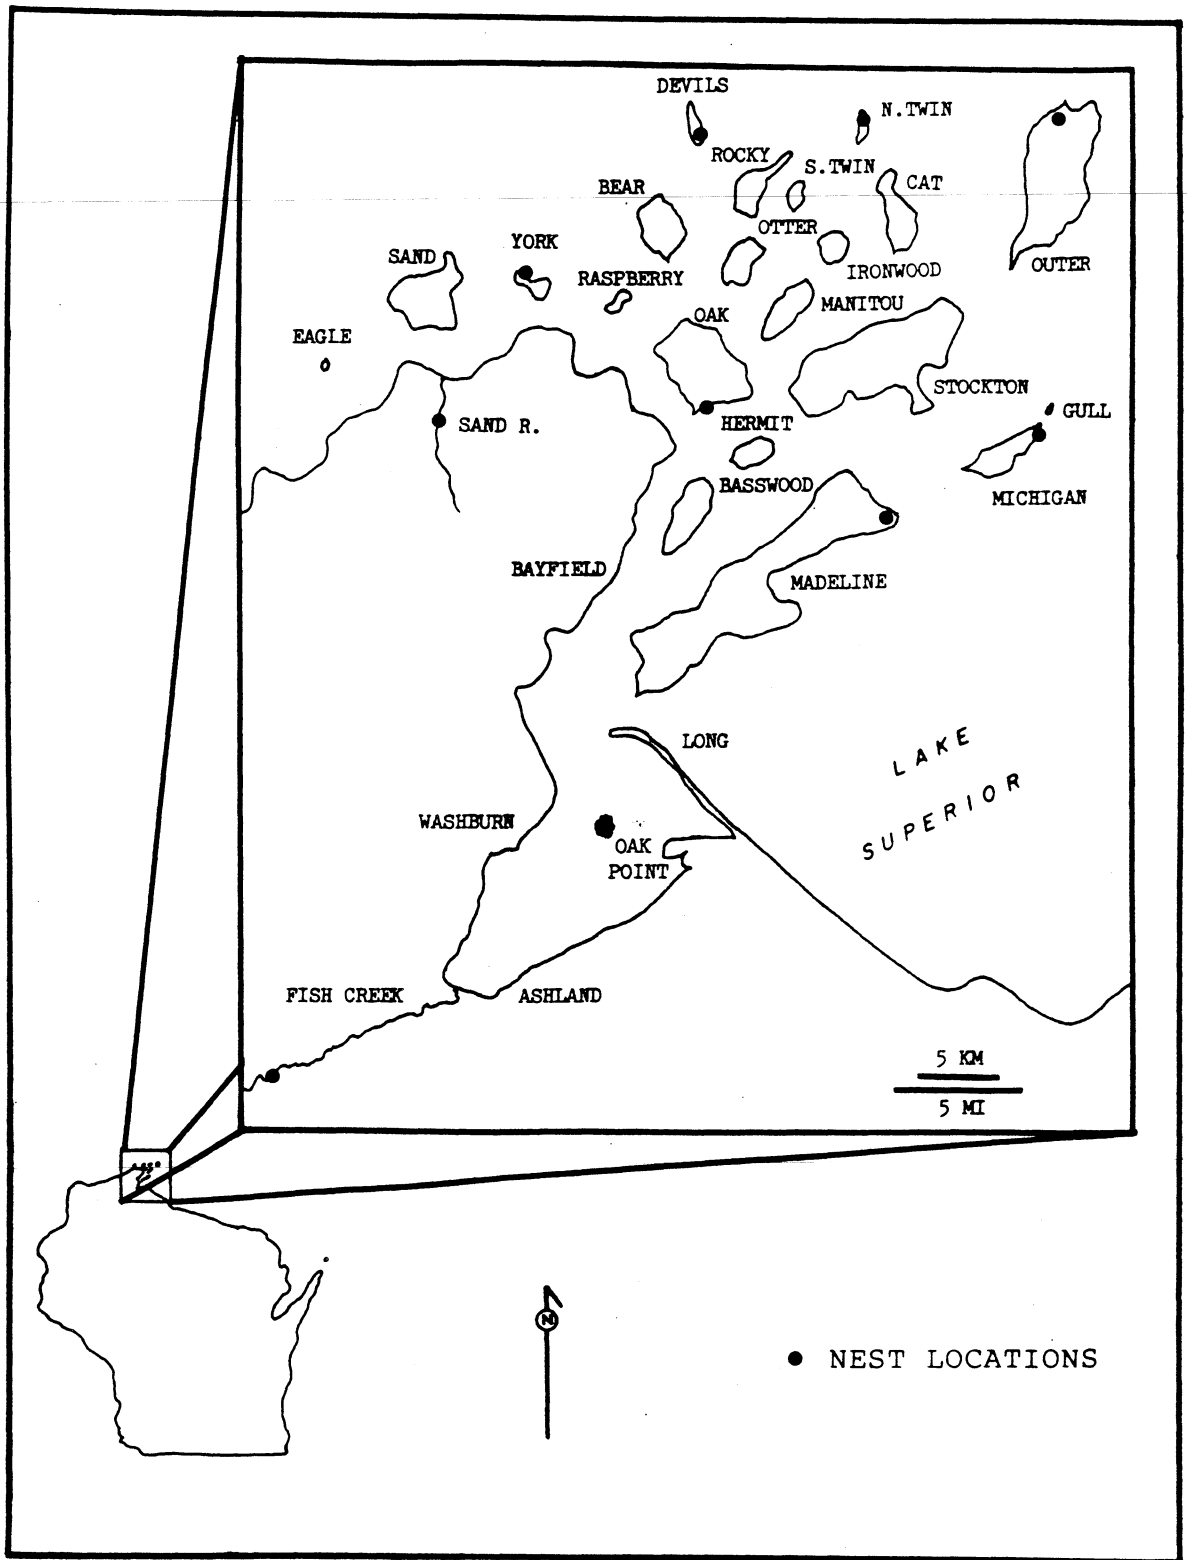 DEVILS
N.TWIN
ROCKY
S.TWIN
BEAR
CAT
OTTER
YORK
SAND
IRONWOOD
OUTER
RASPBERRY
MANITOU
OAK
EAGLE
STOCKTON
GULL
HERMIT
SAND R.
BASSWOOD
MICHIGAN
BAYFIELD
MADELINE
LONG
LAKE
SUPERIOR
WASHBURN
OAK
POINT
FISH CREEK
ASHLAND
5 KM
5 MI
N
NEST LOCATIONS